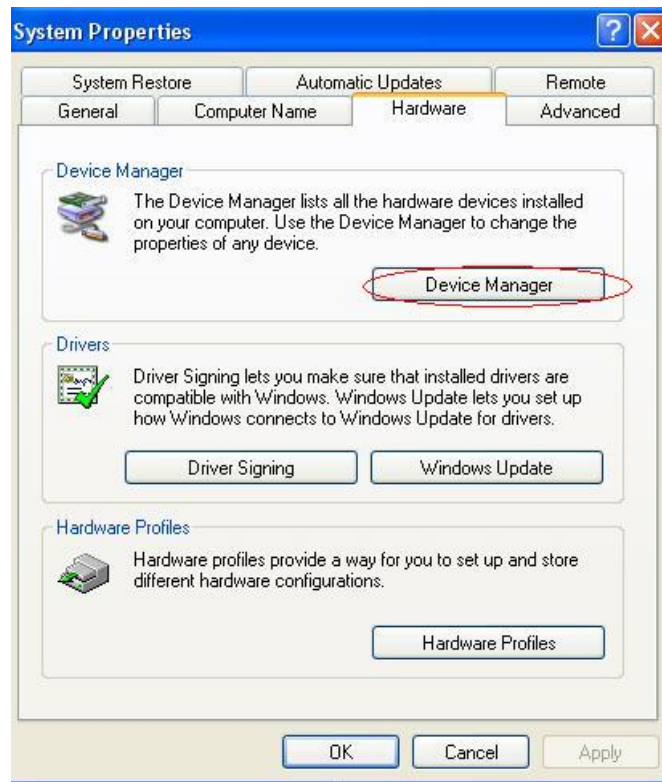 System Properties
System Restore Automatic Updates Remote
General Computer Name Hardware Advanced
Device Manager
The Device Manager lists all the hardware devices installed
on your computer. Use the Device Manager to change the
properties of any device.
Device Manager
Drivers
Driver Signing lets you make sure that installed drivers are
compatible with Windows. Windows Update lets you set up
how Windows connects to Windows Update for drivers.
Driver Signing Windows Update
Hardware Profiles
Hardware profiles provide a way for you to set up and store
different hardware configurations.
Hardware Profiles
OK Cancel Apply